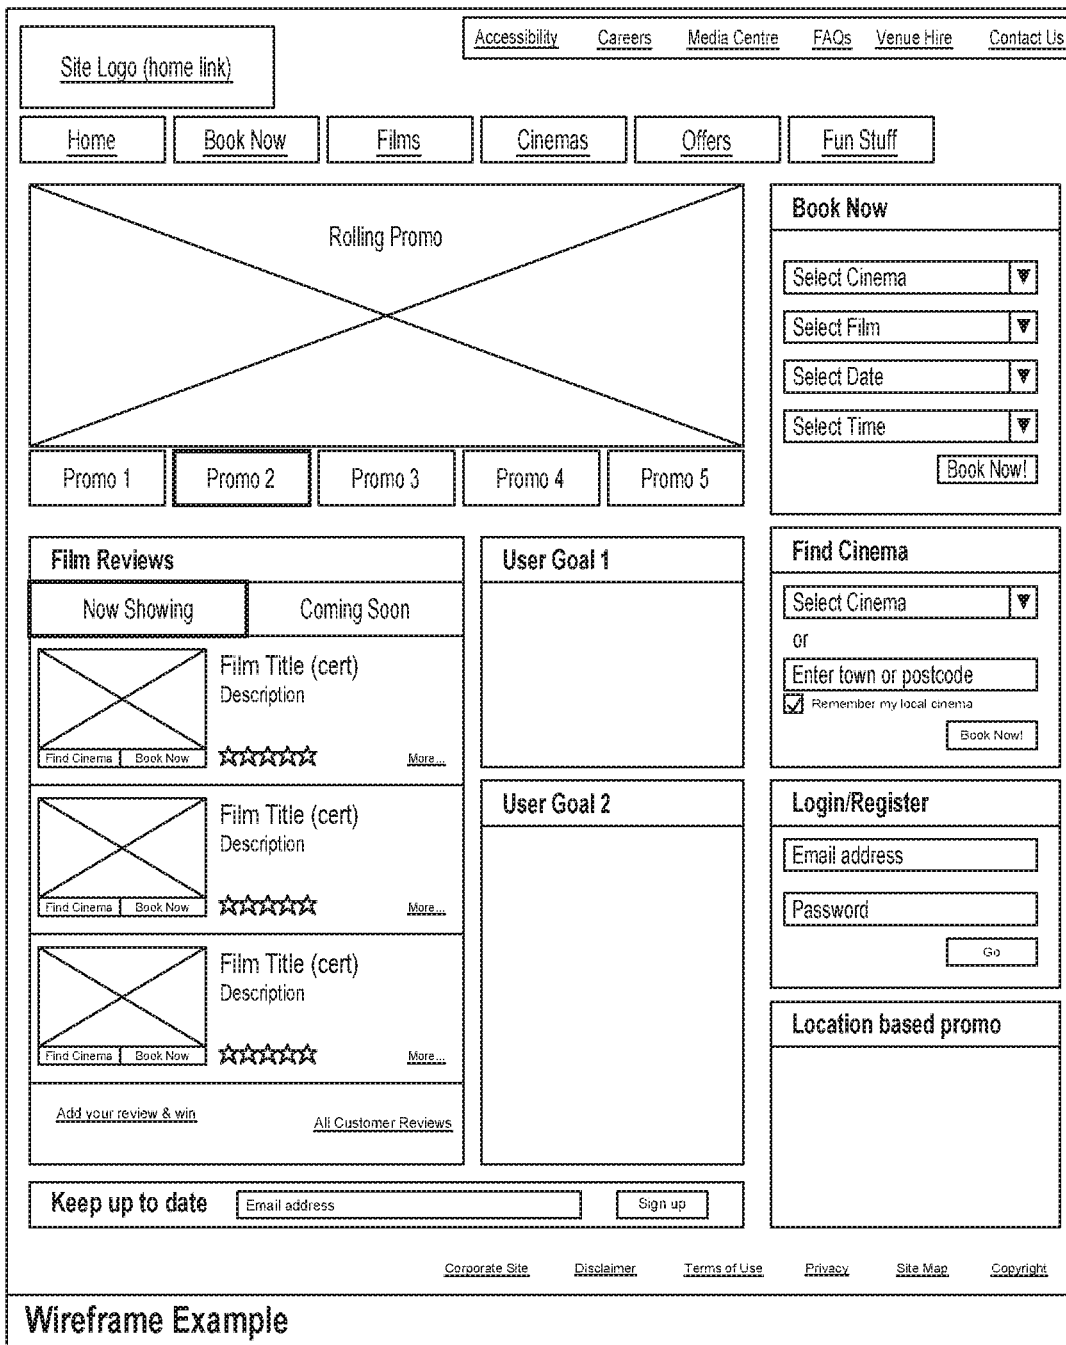 Accessibility Careers Media Centre FAQs Venue Hire Contact Us
Site Logo (home link)
Home Book Now Films Cinemas Offers Fun Stuff
Rolling Promo
Promo 1 Promo 2 Promo 3 Promo 4 Promo 5
Book Now
Select Cinema
Select Film
Select Date
Select Time
Book Now!
Film Reviews
Now Showing Coming Soon
Film Title (cert)
Description
Find Cinema Book Now More...
Film Title (cert)
Description
Find Cinema Book Now More...
Film Title (cert)
Description
Find Cinema Book Now More...
Add your review & win
All Customer Reviews
User Goal 1
User Goal 2
Find Cinema
Select Cinema
or
Enter town or postcode
Remember my local cinema
Book Now!
Login/Register
Email address
Password
Go
Location based promo
Keep up to date Email address Sign up
Corporate Site Disclaimer Terms of Use Privacy Site Map Copyright
Wireframe Example